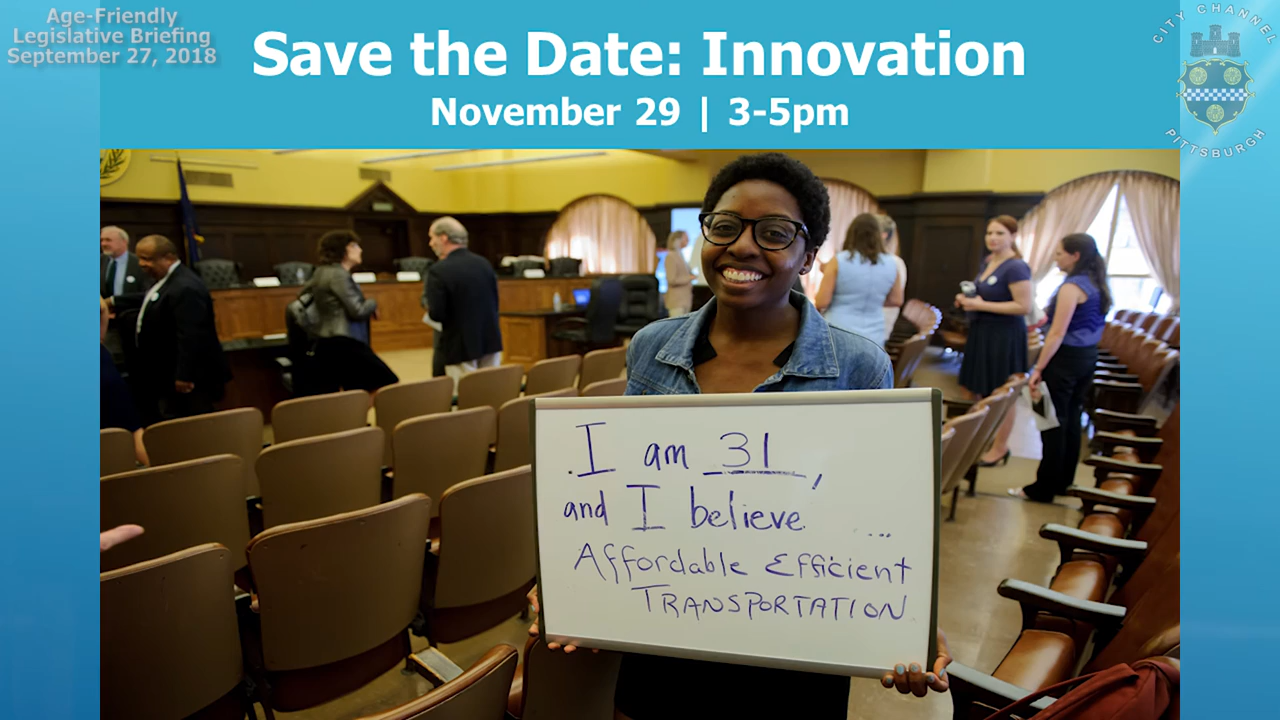 Age-Friendly
Legislative Briefing
September 27, 2018
Save the Date: Innovation
November 29 | 3-5pm
CITY CHANNEL
PITTSBURGH
I am 31,
and I believe ...
Affordable Efficient
TRANSPORTATION